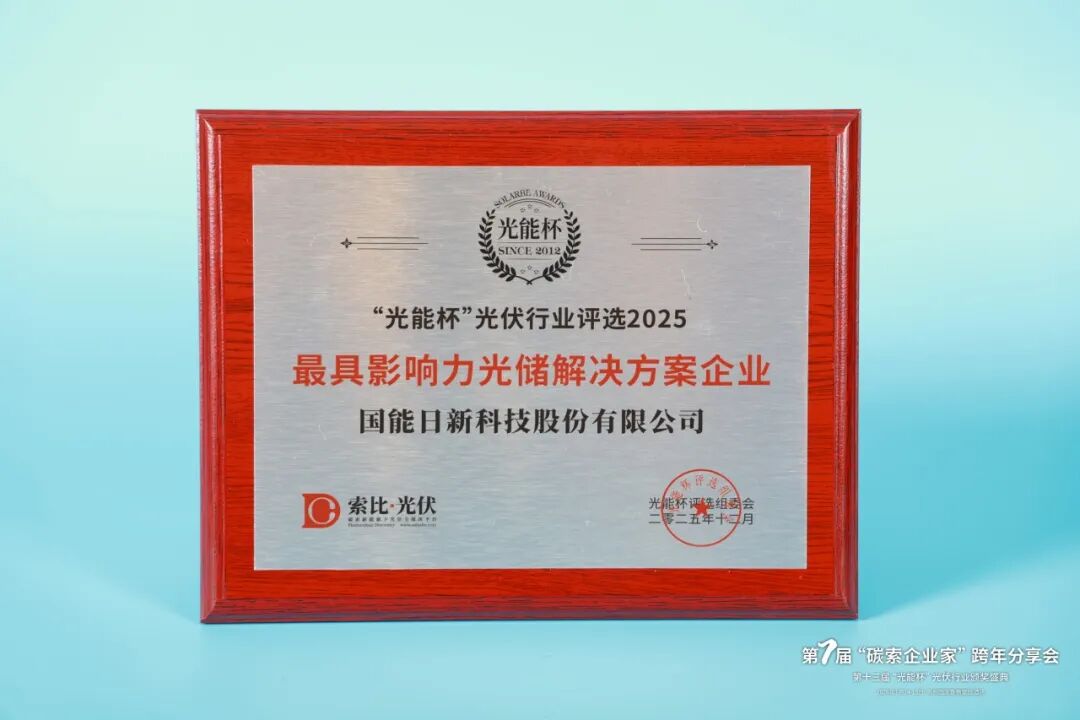 SOLARBE AWARDS
光能杯
SINCE 2012
“光能杯”光伏行业评选2025
最具影响力光储解决方案企业
国能日新科技股份有限公司
索比·光伏
光能杯评选组委会
二零二五年十二月
第7届“碳索企业家”跨年分享会
第十三届“光能杯”光伏行业颁奖盛典